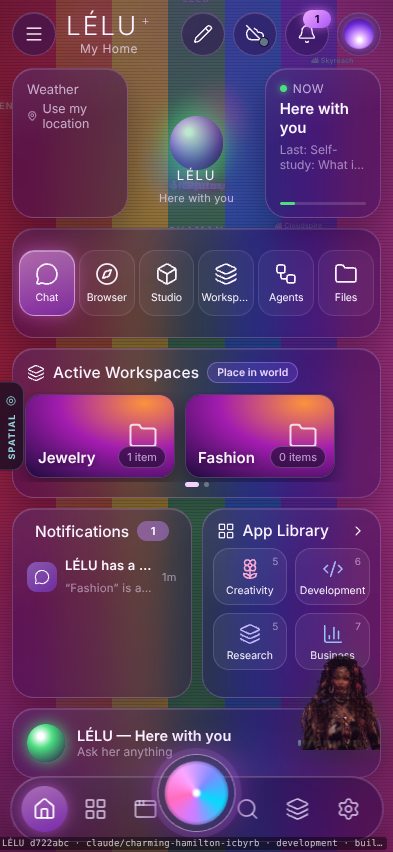 LÉLU +
My Home
1
Skyreach
Weather
Use my
location
LÉLU
Here with you
NOW
Here with
you
Last: Self-
study: What i...
Chat
Browser
Studio
Worksp...
Agents
Files
Active Workspaces
Place in world
SPATIAL
Jewelry
1 item
Fashion
0 items
Notifications
1
LÉLU has a ...
"Fashion" is a...
1m
App Library
Creativity
5
Development
6
Research
5
Business
7
LÉLU — Here with you
Ask her anything
LÉLU d722abc · claude/charming-hamilton-icbyrb · development · buil…